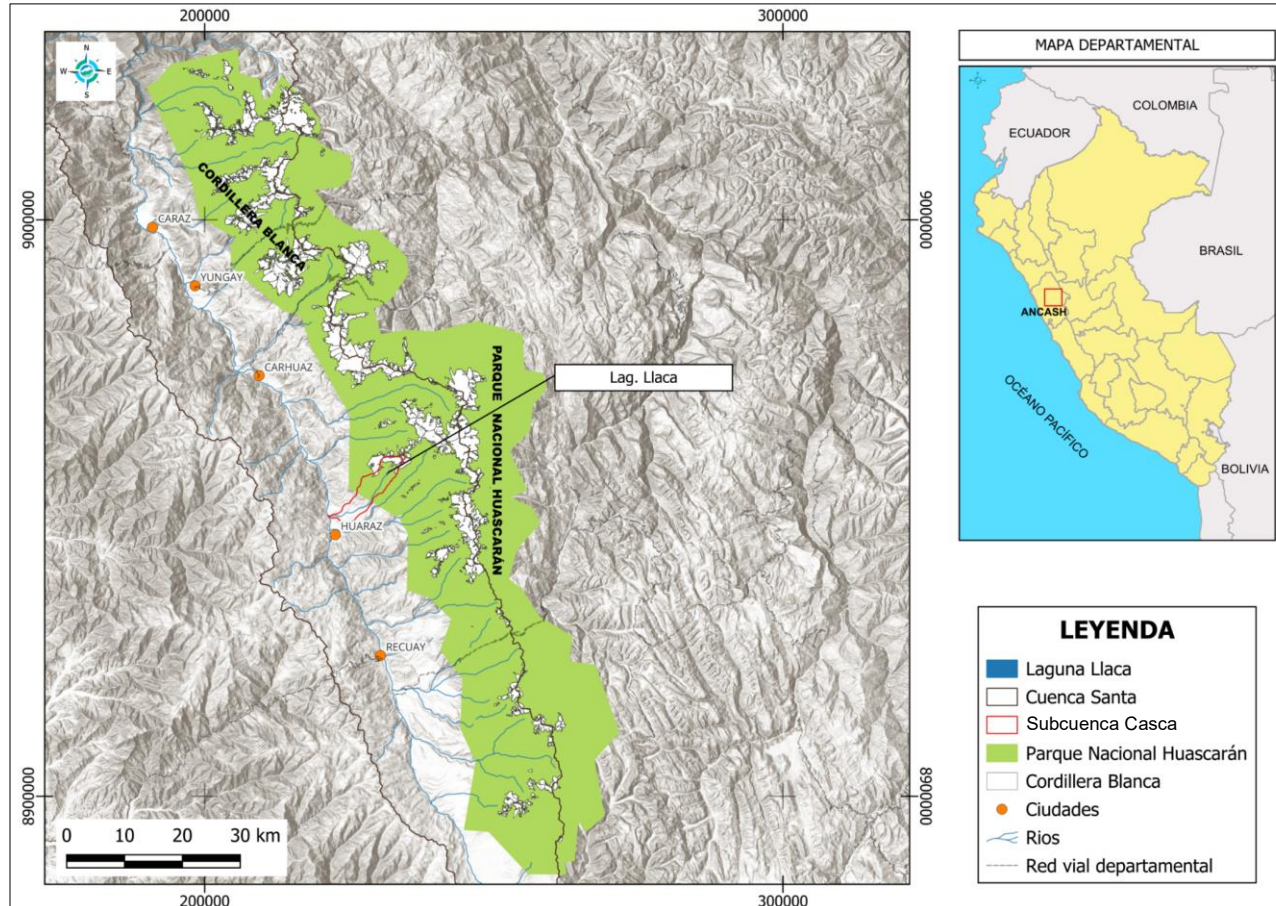 200000
300000
N
W
E
S
9000000
9000000
CORDILLERA BLANCA
CARAZ
YUNGAY
CARHUAZ
Lag. Llaca
PARQUE NACIONAL HUASCARÁN
HUARAZ
RECUAY
8900000
8900000
0 10 20 30 km
200000
300000
MAPA DEPARTAMENTAL
COLOMBIA
ECUADOR
BRASIL
ANCASH
OCÉANO PACÍFICO
BOLIVIA
LEYENDA
Laguna Llaca
Cuenca Santa
Subcuenca Casca
Parque Nacional Huascarán
Cordillera Blanca
Ciudades
Rios
Red vial departamental